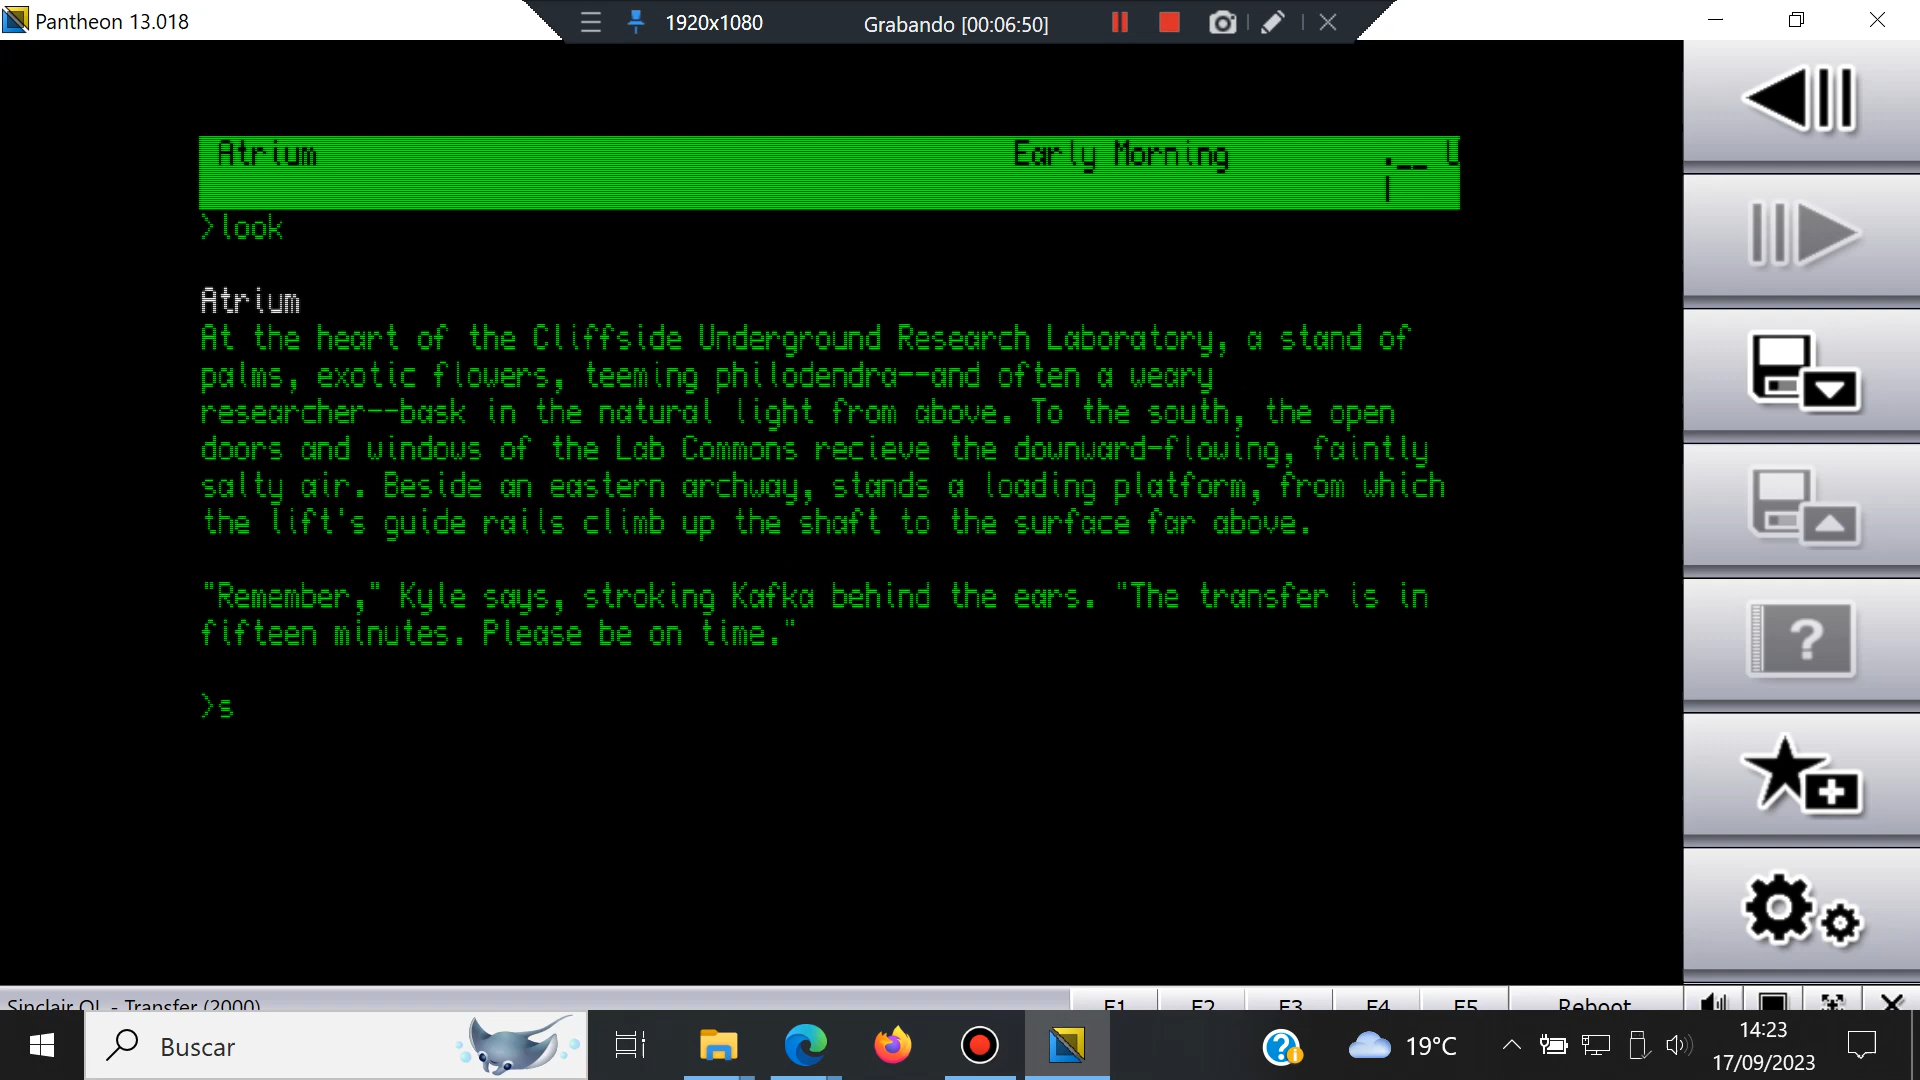 Pantheon 13.018
1920x1080
Grabando [00:06:50]
Atrium Early Morning
>look
Atrium
At the heart of the Cliffside Underground Research Laboratory, a stand of
palms, exotic flowers, teeming philodendra--and often a weary
researcher--bask in the natural light from above. To the south, the open
doors and windows of the Lab Commons recieve the downward-flowing, faintly
salty air. Beside an eastern archway, stands a loading platform, from which
the lift's guide rails climb up the shaft to the surface far above.
"Remember," Kyle says, stroking Kafka behind the ears. "The transfer is in
fifteen minutes. Please be on time."
>s
Sinclair QL - Transfer (2000)
F1 F2 F3 F4 F5 Reboot
Buscar
19°C
14:23
17/09/2023